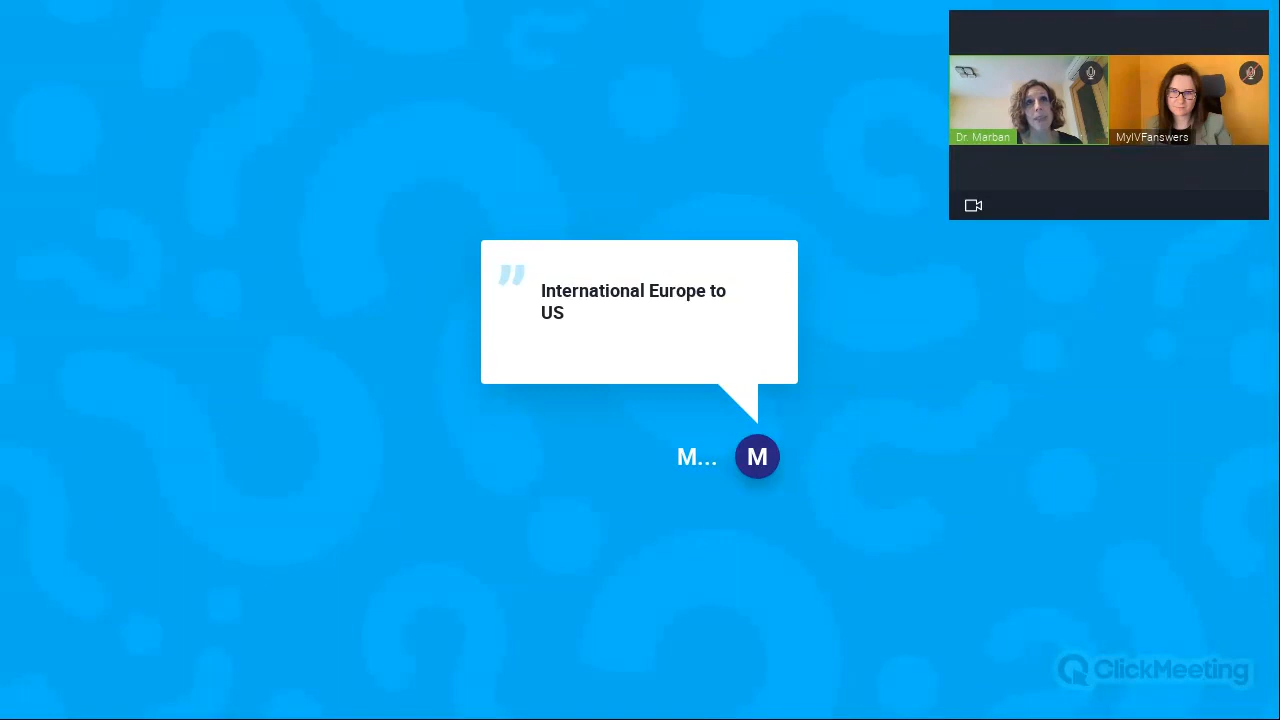 Dr. Marban
MyIVFanswers
International Europe to
US
M...
M
ClickMeeting